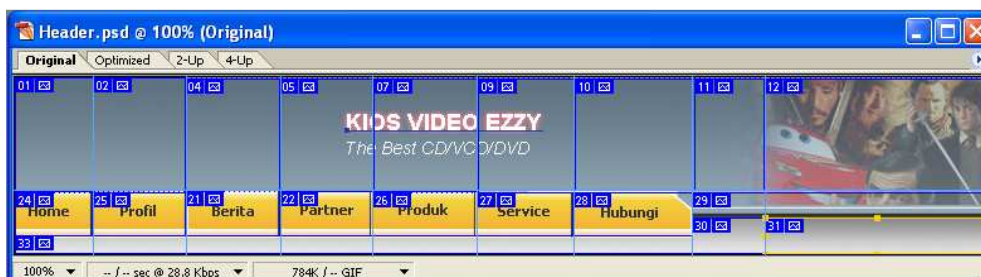 Header.psd @ 100% (Original)
Original Optimized 2-Up 4-Up
01 02 04 05 07 09 10 11 12
KIOS VIDEO EZZY
The Best CD/VCD/DVD
24 25 21 22 26 27 28 29
Home Profil Berita Partner Produk Service Hubungi
30 31
33
100% -- / -- sec @ 28.8 Kbps 784K / -- GIF